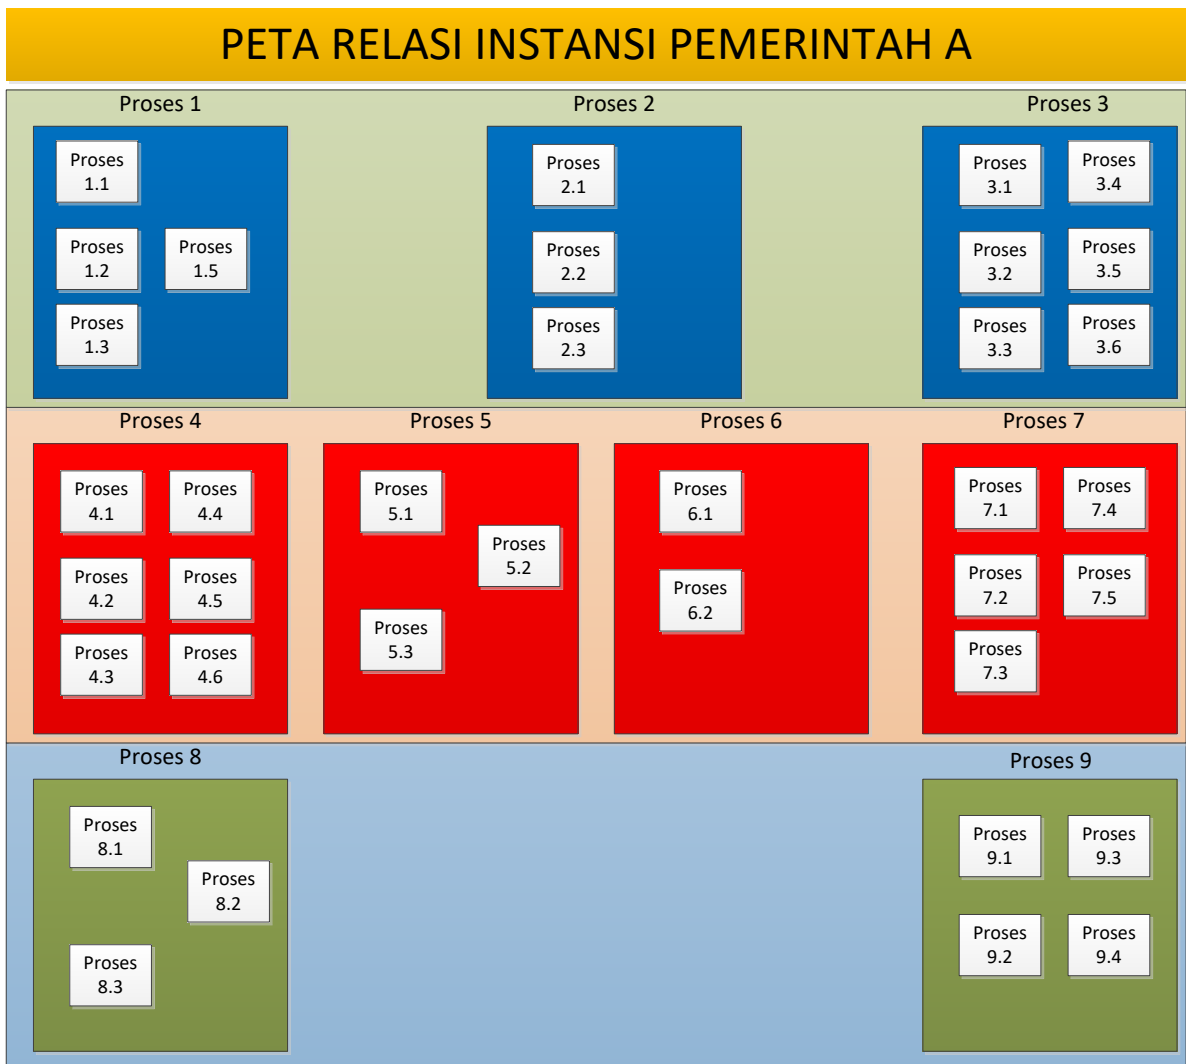 PETA RELASI INSTANSI PEMERINTAH A
Proses 1
Proses
1.1
Proses
1.2
Proses
1.5
Proses
1.3
Proses 2
Proses
2.1
Proses
2.2
Proses
2.3
Proses 3
Proses
3.1
Proses
3.4
Proses
3.2
Proses
3.5
Proses
3.3
Proses
3.6
Proses 4
Proses
4.1
Proses
4.4
Proses
4.2
Proses
4.5
Proses
4.3
Proses
4.6
Proses 5
Proses
5.1
Proses
5.2
Proses
5.3
Proses 6
Proses
6.1
Proses
6.2
Proses 7
Proses
7.1
Proses
7.4
Proses
7.2
Proses
7.5
Proses
7.3
Proses 8
Proses
8.1
Proses
8.2
Proses
8.3
Proses 9
Proses
9.1
Proses
9.3
Proses
9.2
Proses
9.4